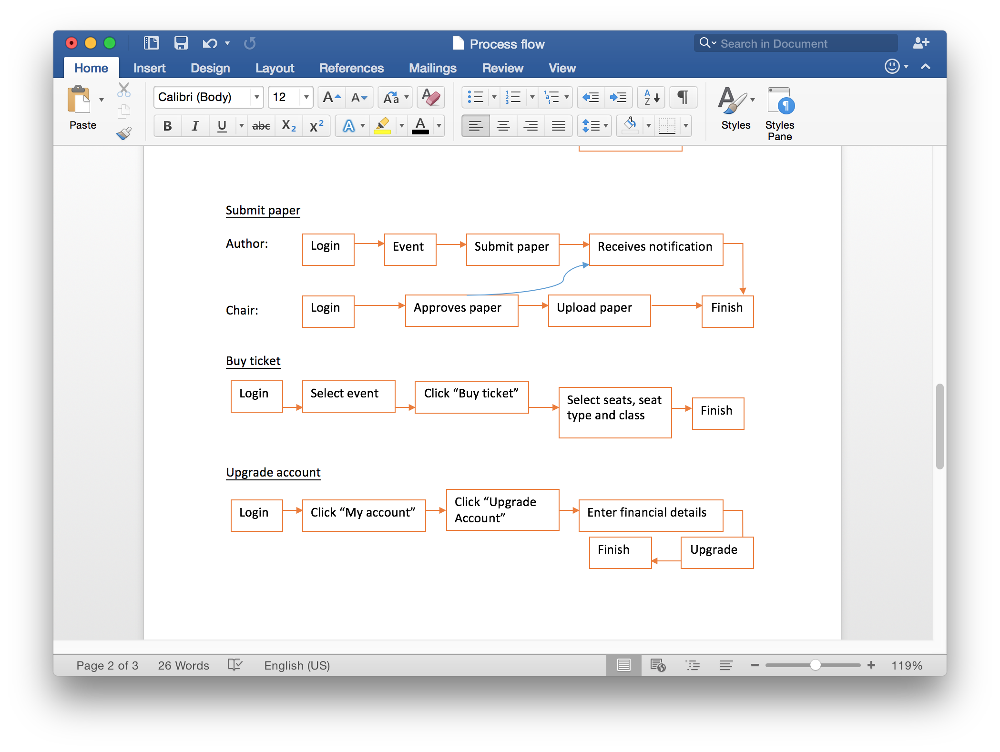 Process flow
Search in Document
Home Insert Design Layout References Mailings Review View
Paste
Calibri (Body) 12
Styles
Styles Pane
Submit paper
Author: Login Event Submit paper Receives notification
Chair: Login Approves paper Upload paper Finish
Buy ticket
Login Select event Click “Buy ticket” Select seats, seat
type and class
Finish
Upgrade account
Login Click “My account” Click “Upgrade
Account”
Enter financial details
Finish Upgrade
Page 2 of 3 26 Words English (US) 119%